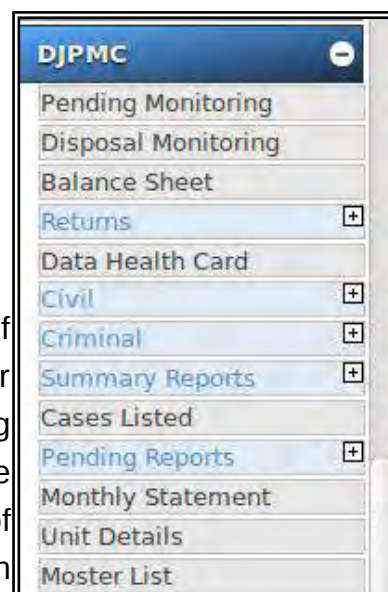 DJPMC
Pending Monitoring
Disposal Monitoring
Balance Sheet
Returns
Data Health Card
Civil
Criminal
Summary Reports
Cases Listed
Pending Reports
Monthly Statement
Unit Details
Moster List